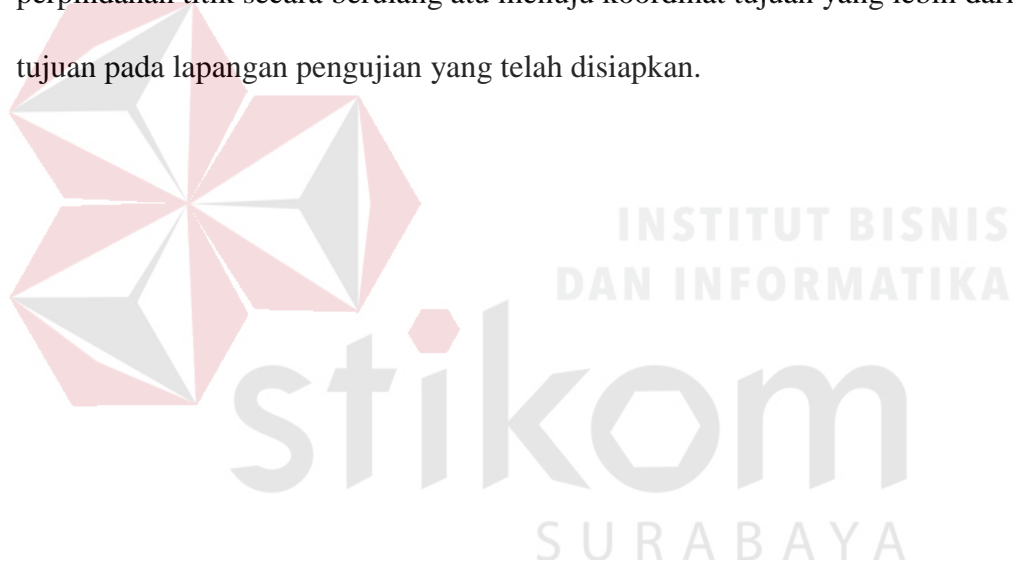 perpindahan titik secara berulang atu menuju koordinat tujuan yang lebih dari
tujuan pada lapangan pengujian yang telah disiapkan.
INSTITUT BISNIS
DAN INFORMATIKA
stikom
SURABAYA